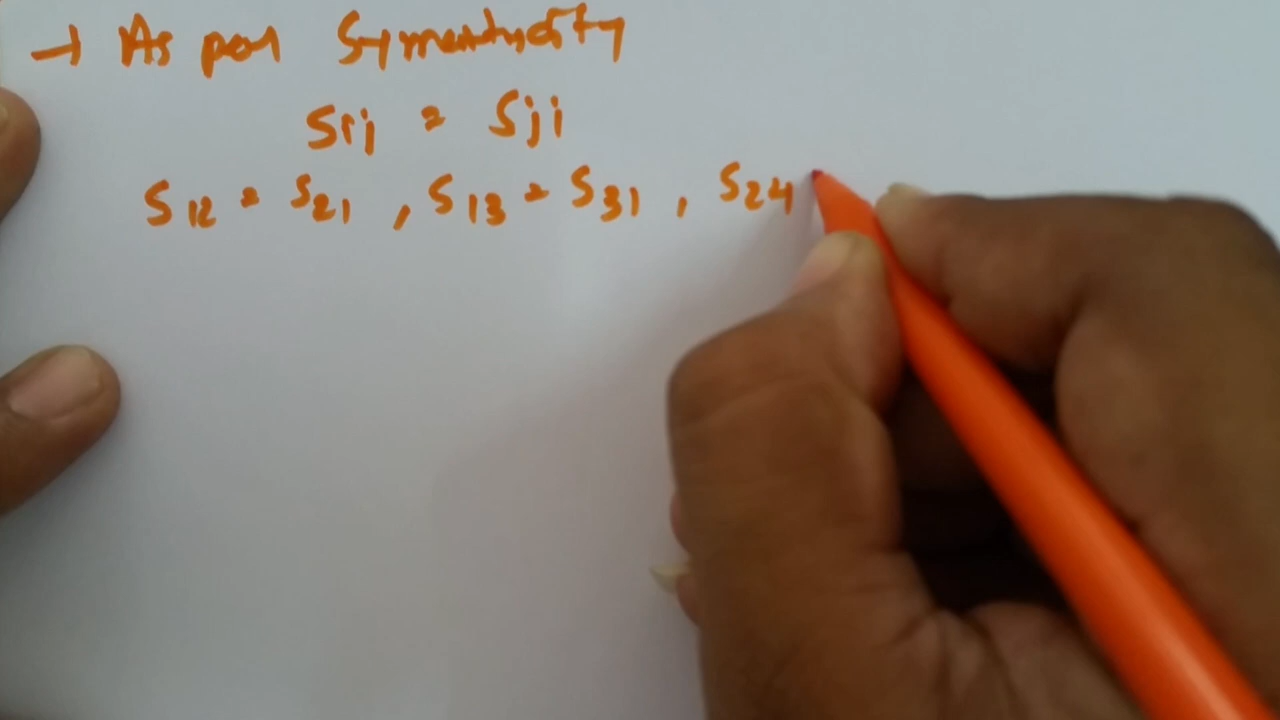 → As per Symmetricity
Sij = Sji
S12 = S21 , S13 = S31 , S24